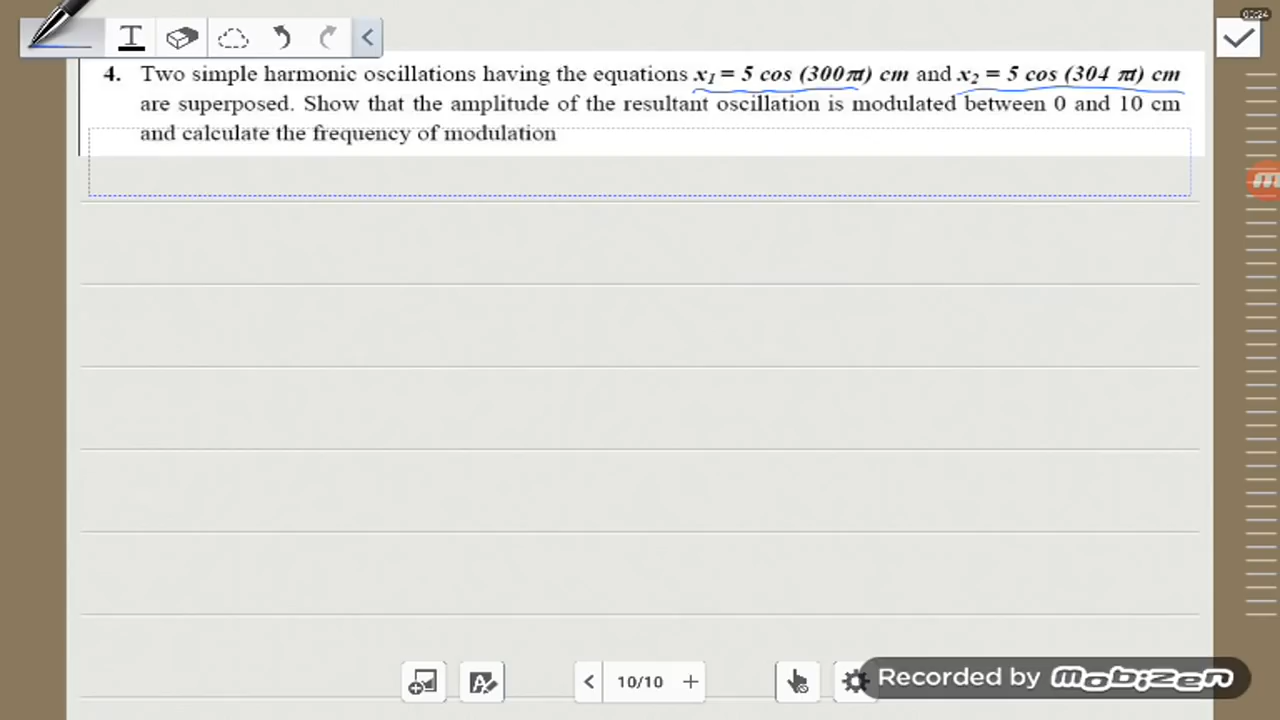 00:24
T
4. Two simple harmonic oscillations having the equations x₁ = 5 cos (300πt) cm and x₂ = 5 cos (304 πt) cm
are superposed. Show that the amplitude of the resultant oscillation is modulated between 0 and 10 cm
and calculate the frequency of modulation
m
A
10/10
Recorded by mobizen